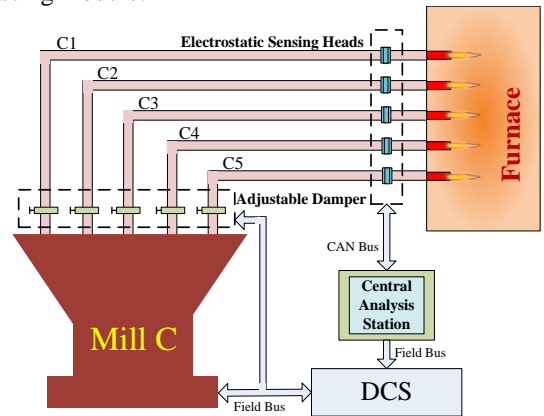 C1
Electrostatic Sensing Heads
C2
C3
C4
C5
Furnace
Adjustable Damper
CAN Bus
Central
Analysis
Station
Mill C
Field Bus
DCS
Field Bus